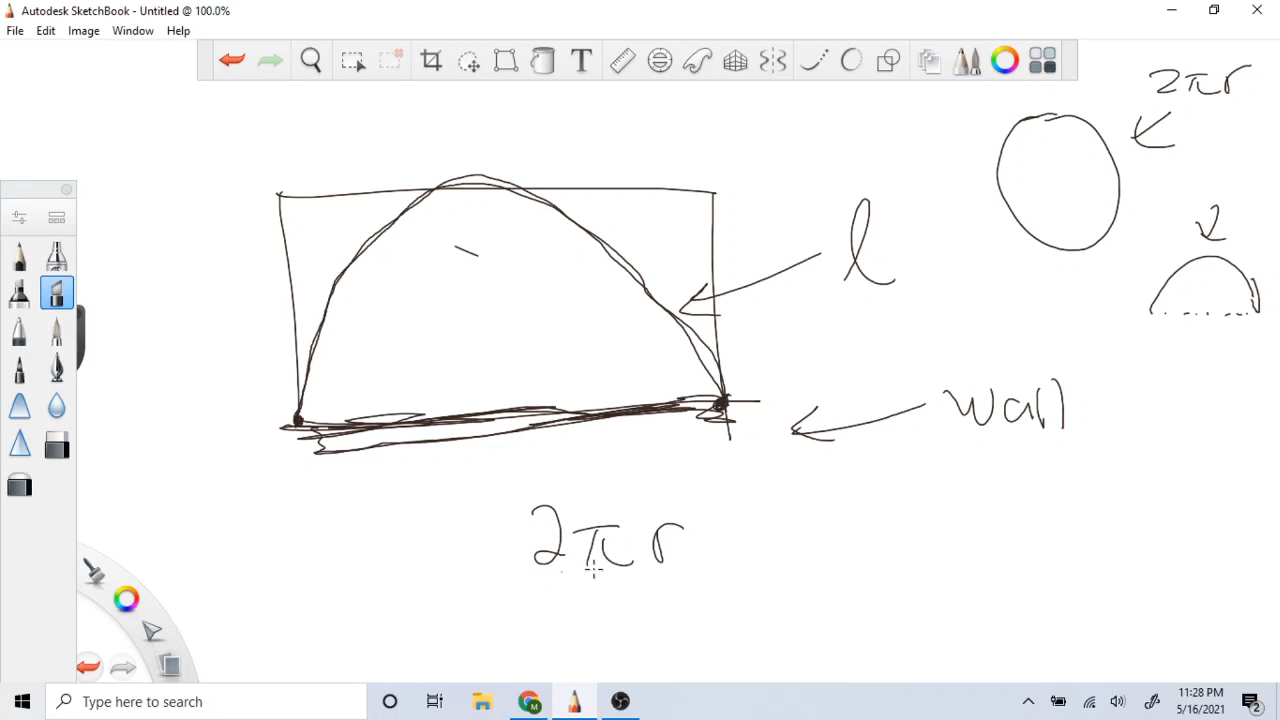 Autodesk SketchBook - Untitled @ 100.0%
File Edit Image Window Help
T
2πr
l
wall
2πr
M
Type here to search
11:28 PM
5/16/2021
2